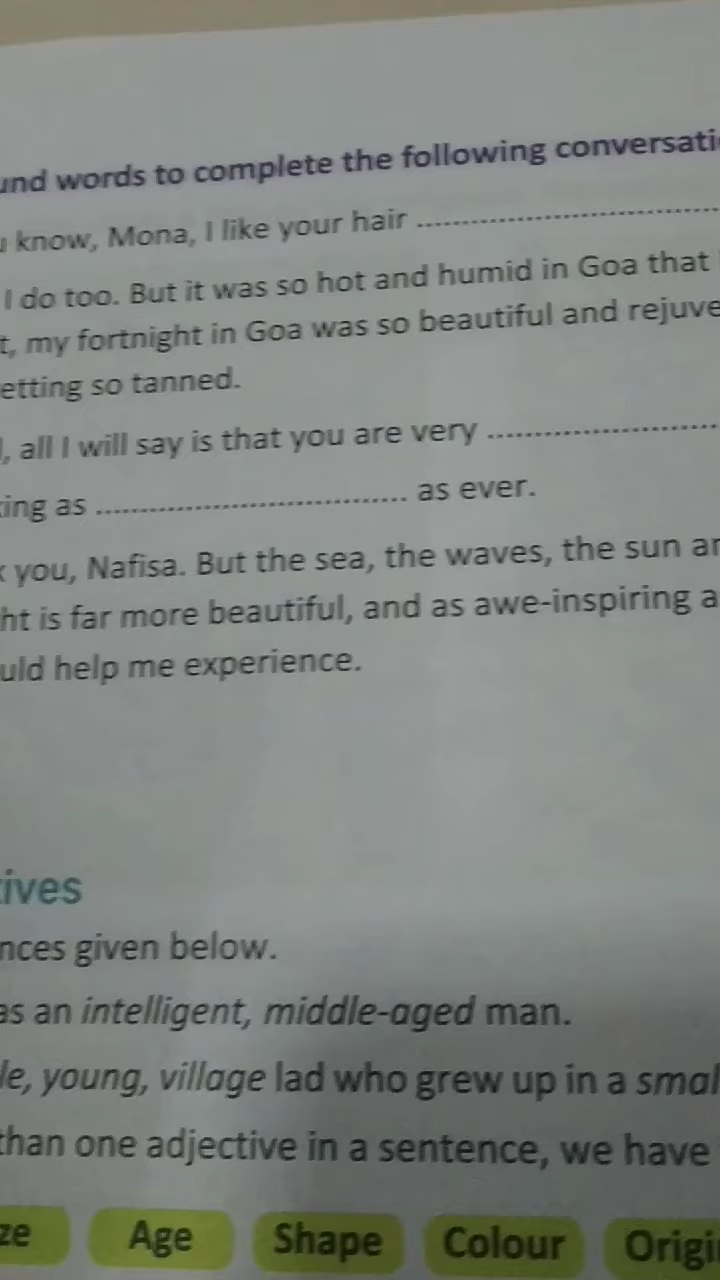 und words to complete the following conversati
know, Mona, I like your hair ........................................
I do too. But it was so hot and humid in Goa that
t, my fortnight in Goa was so beautiful and rejuve
etting so tanned.
, all I will say is that you are very ........................................
ing as ........................................ as ever.
you, Nafisa. But the sea, the waves, the sun ar
ht is far more beautiful, and as awe-inspiring a
uld help me experience.
ives
nces given below.
as an intelligent, middle-aged man.
le, young, village lad who grew up in a smal
than one adjective in a sentence, we have
ze Age Shape Colour Origi